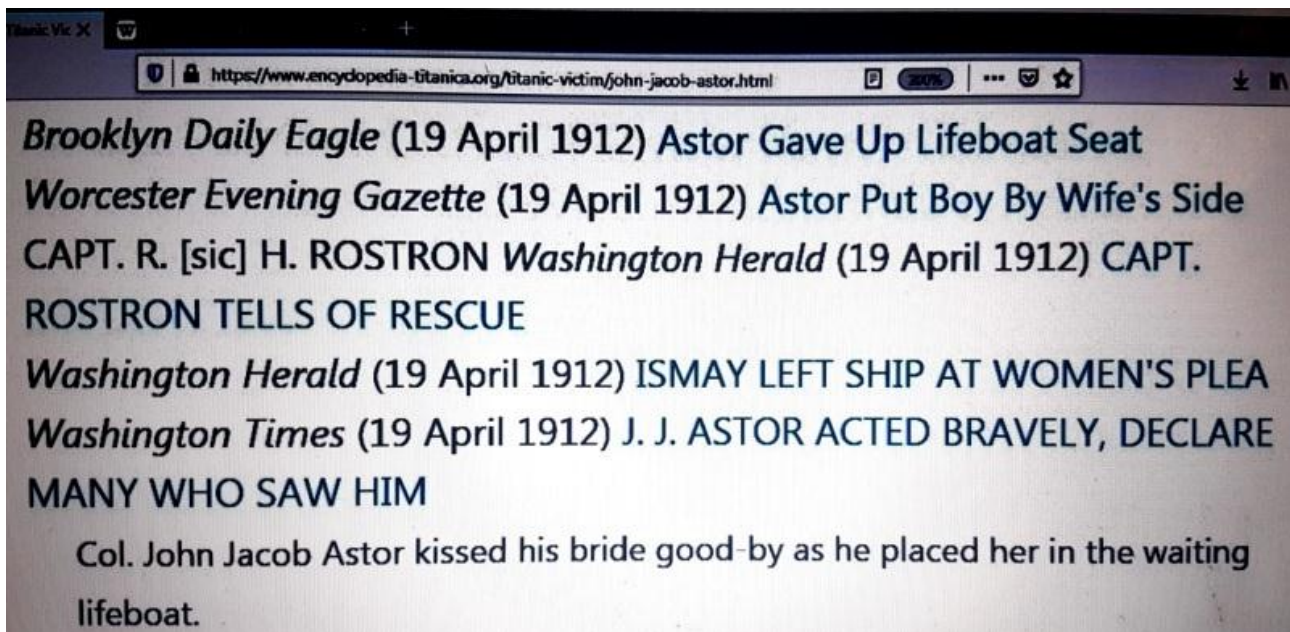 Titanic Vic X
https://www.encyclopedia-titanica.org/titanic-victim/john-jacob-astor.html 200%
Brooklyn Daily Eagle (19 April 1912) Astor Gave Up Lifeboat Seat
Worcester Evening Gazette (19 April 1912) Astor Put Boy By Wife's Side
CAPT. R. [sic] H. ROSTRON Washington Herald (19 April 1912) CAPT.
ROSTRON TELLS OF RESCUE
Washington Herald (19 April 1912) ISMAY LEFT SHIP AT WOMEN'S PLEA
Washington Times (19 April 1912) J. J. ASTOR ACTED BRAVELY, DECLARE
MANY WHO SAW HIM
Col. John Jacob Astor kissed his bride good-by as he placed her in the waiting
lifeboat.